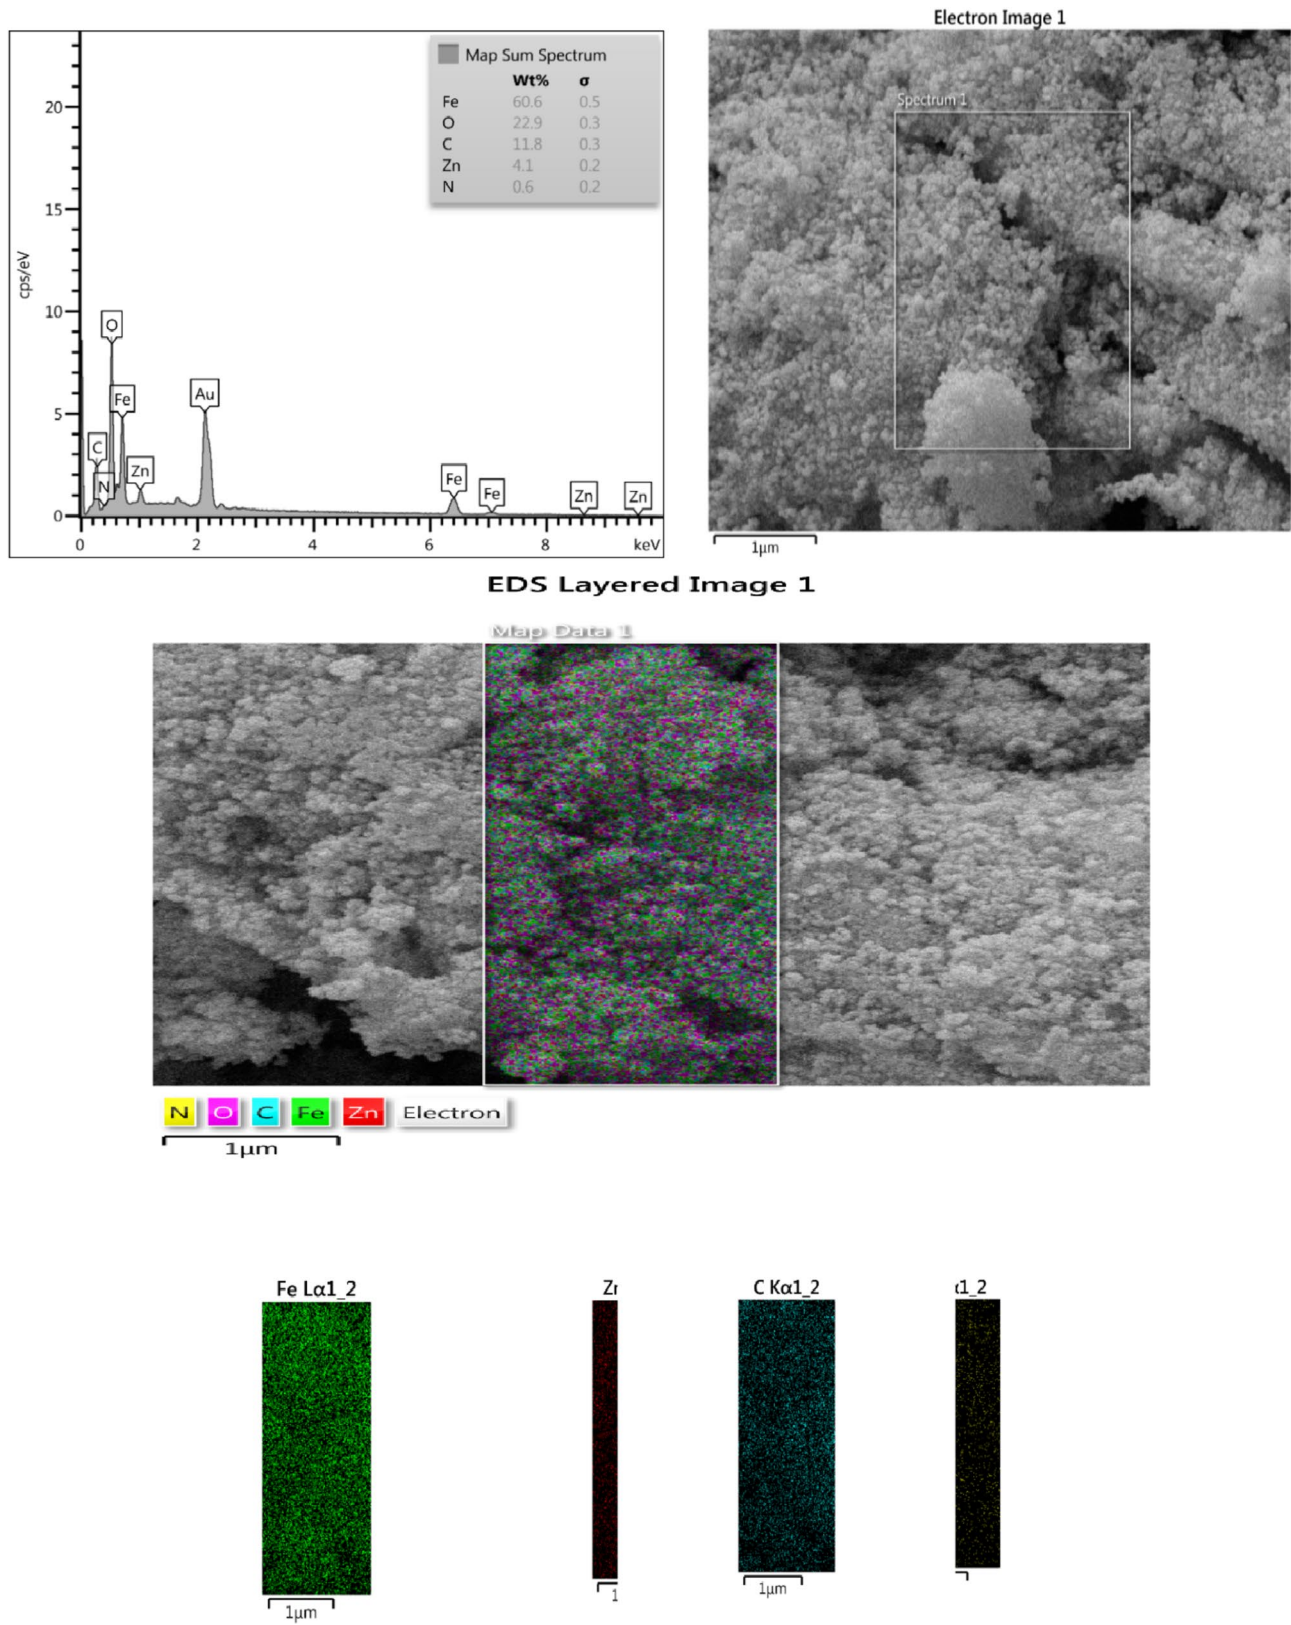 Electron Image 1
Map Sum Spectrum
Wt% σ
Fe 60.6 0.5
O 22.9 0.3
C 11.8 0.3
Zn 4.1 0.2
N 0.6 0.2
20
15
10
5
0
cps/eV
O
Fe
Au
C
N
Zn
Fe
Fe
Zn
Zn
0 2 4 6 8 keV
Spectrum 1
1µm
EDS Layered Image 1
Map Data 1
N O C Fe Zn Electron
1µm
Fe Lα1_2
C Kα1_2
α1_2
1µm
1
1µm